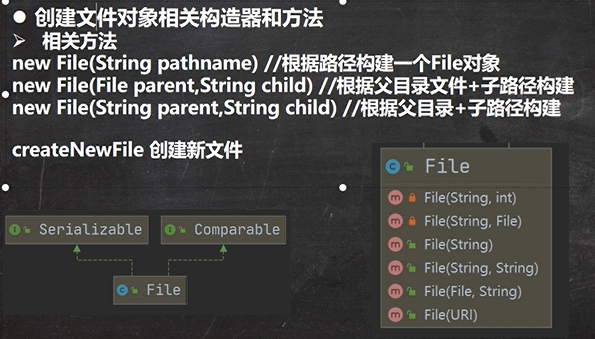 创建文件对象相关构造器和方法
相关方法
new File(String pathname) //根据路径构建一个File对象
new File(File parent,String child) //根据父目录文件+子路径构建
new File(String parent,String child) //根据父目录+子路径构建
createNewFile 创建新文件
I Serializable
I Comparable
C File
C File
m File(String, int)
m File(String, File)
m File(String)
m File(String, String)
m File(File, String)
m File(URI)